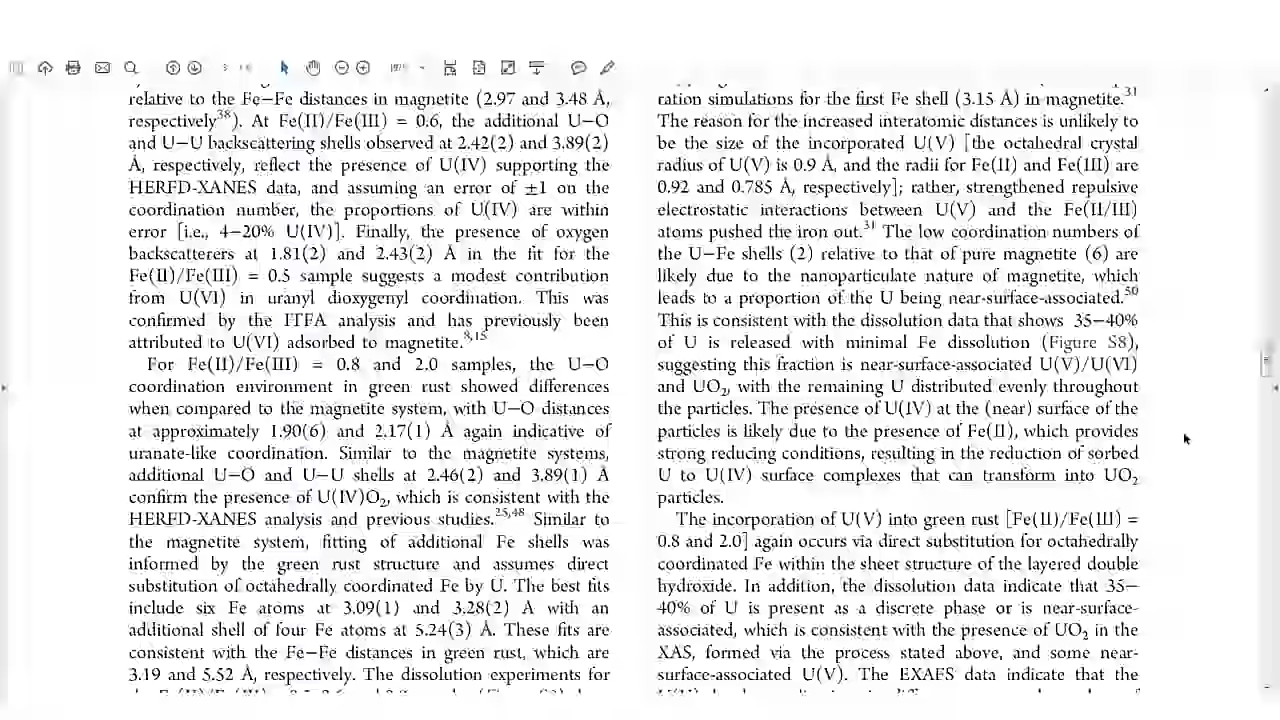 relative to the Fe−Fe distances in magnetite (2.97 and 3.48 Å,
respectively³⁸). At Fe(II)/Fe(III) = 0.6, the additional U−O
and U−U backscattering shells observed at 2.42(2) and 3.89(2)
Å, respectively, reflect the presence of U(IV) supporting the
HERFD-XANES data, and assuming an error of ±1 on the
coordination number, the proportions of U(IV) are within
error [i.e., 4−20% U(IV)]. Finally, the presence of oxygen
backscatterers at 1.81(2) and 2.43(2) Å in the fit for the
Fe(II)/Fe(III) = 0.5 sample suggests a modest contribution
from U(VI) in uranyl dioxygenyl coordination. This was
confirmed by the ITFA analysis and has previously been
attributed to U(VI) adsorbed to magnetite.⁸,¹⁵
For Fe(II)/Fe(III) = 0.8 and 2.0 samples, the U−O
coordination environment in green rust showed differences
when compared to the magnetite system, with U−O distances
at approximately 1.90(6) and 2.17(1) Å again indicative of
uranate-like coordination. Similar to the magnetite systems,
additional U−O and U−U shells at 2.46(2) and 3.89(1) Å
confirm the presence of U(IV)O₂, which is consistent with the
HERFD-XANES analysis and previous studies.²⁵,⁴⁸ Similar to
the magnetite system, fitting of additional Fe shells was
informed by the green rust structure and assumes direct
substitution of octahedrally coordinated Fe by U. The best fits
include six Fe atoms at 3.09(1) and 3.28(2) Å with an
additional shell of four Fe atoms at 5.24(3) Å. These fits are
consistent with the Fe−Fe distances in green rust, which are
3.19 and 5.52 Å, respectively. The dissolution experiments for
ration simulations for the first Fe shell (3.15 Å) in magnetite.³¹
The reason for the increased interatomic distances is unlikely to
be the size of the incorporated U(V) [the octahedral crystal
radius of U(V) is 0.9 Å, and the radii for Fe(II) and Fe(III) are
0.92 and 0.785 Å, respectively]; rather, strengthened repulsive
electrostatic interactions between U(V) and the Fe(II/III)
atoms pushed the iron out.³¹ The low coordination numbers of
the U−Fe shells (2) relative to that of pure magnetite (6) are
likely due to the nanoparticulate nature of magnetite, which
leads to a proportion of the U being near-surface-associated.⁵⁰
This is consistent with the dissolution data that shows 35−40%
of U is released with minimal Fe dissolution (Figure S8),
suggesting this fraction is near-surface-associated U(V)/U(VI)
and UO₂, with the remaining U distributed evenly throughout
the particles. The presence of U(IV) at the (near) surface of the
particles is likely due to the presence of Fe(II), which provides
strong reducing conditions, resulting in the reduction of sorbed
U to U(IV) surface complexes that can transform into UO₂
particles.
The incorporation of U(V) into green rust [Fe(II)/Fe(III) =
0.8 and 2.0] again occurs via direct substitution for octahedrally
coordinated Fe within the sheet structure of the layered double
hydroxide. In addition, the dissolution data indicate that 35−
40% of U is present as a discrete phase or is near-surface-
associated, which is consistent with the presence of UO₂ in the
XAS, formed via the process stated above, and some near-
surface-associated U(V). The EXAFS data indicate that the